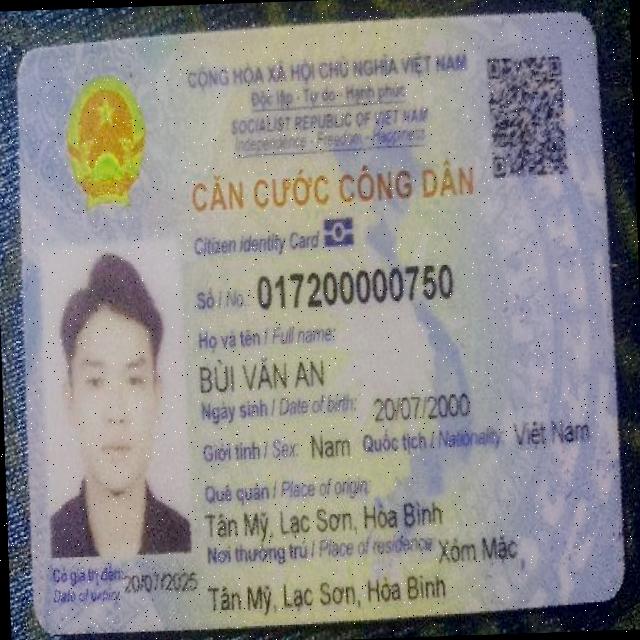 CỘNG HÒA XÃ HỘI CHỦ NGHĨA VIỆT NAM
Độc lập - Tự do - Hạnh phúc
SOCIALIST REPUBLIC OF VIET NAM
Independence - Freedom - Happiness
CĂN CƯỚC CÔNG DÂN
Citizen Identity Card
Số / No.: 017200000750
Họ và tên / Full name:
BÙI VĂN AN
Ngày sinh / Date of birth: 20/07/2000
Giới tính / Sex: Nam Quốc tịch / Nationality: Việt Nam
Quê quán / Place of origin:
Tân Mỹ, Lạc Sơn, Hòa Bình
Nơi thường trú / Place of residence: Xóm Mặc,
Tân Mỹ, Lạc Sơn, Hòa Bình
Có giá trị đến: 20/07/2025
Date of expiry